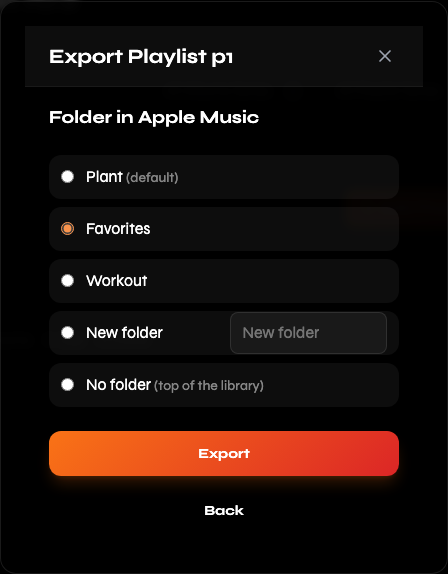 Export Playlist p1
Folder in Apple Music
Plant (default)
Favorites
Workout
New folder New folder
No folder (top of the library)
Export
Back